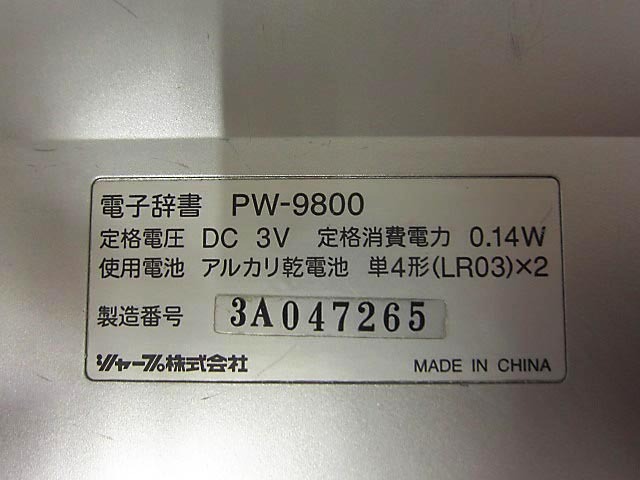 電子辞書 PW-9800
定格電圧 DC 3V 定格消費電力 0.14W
使用電池 アルカリ乾電池 単4形(LR03)×2
製造番号 3A047265
シャープ株式会社 MADE IN CHINA